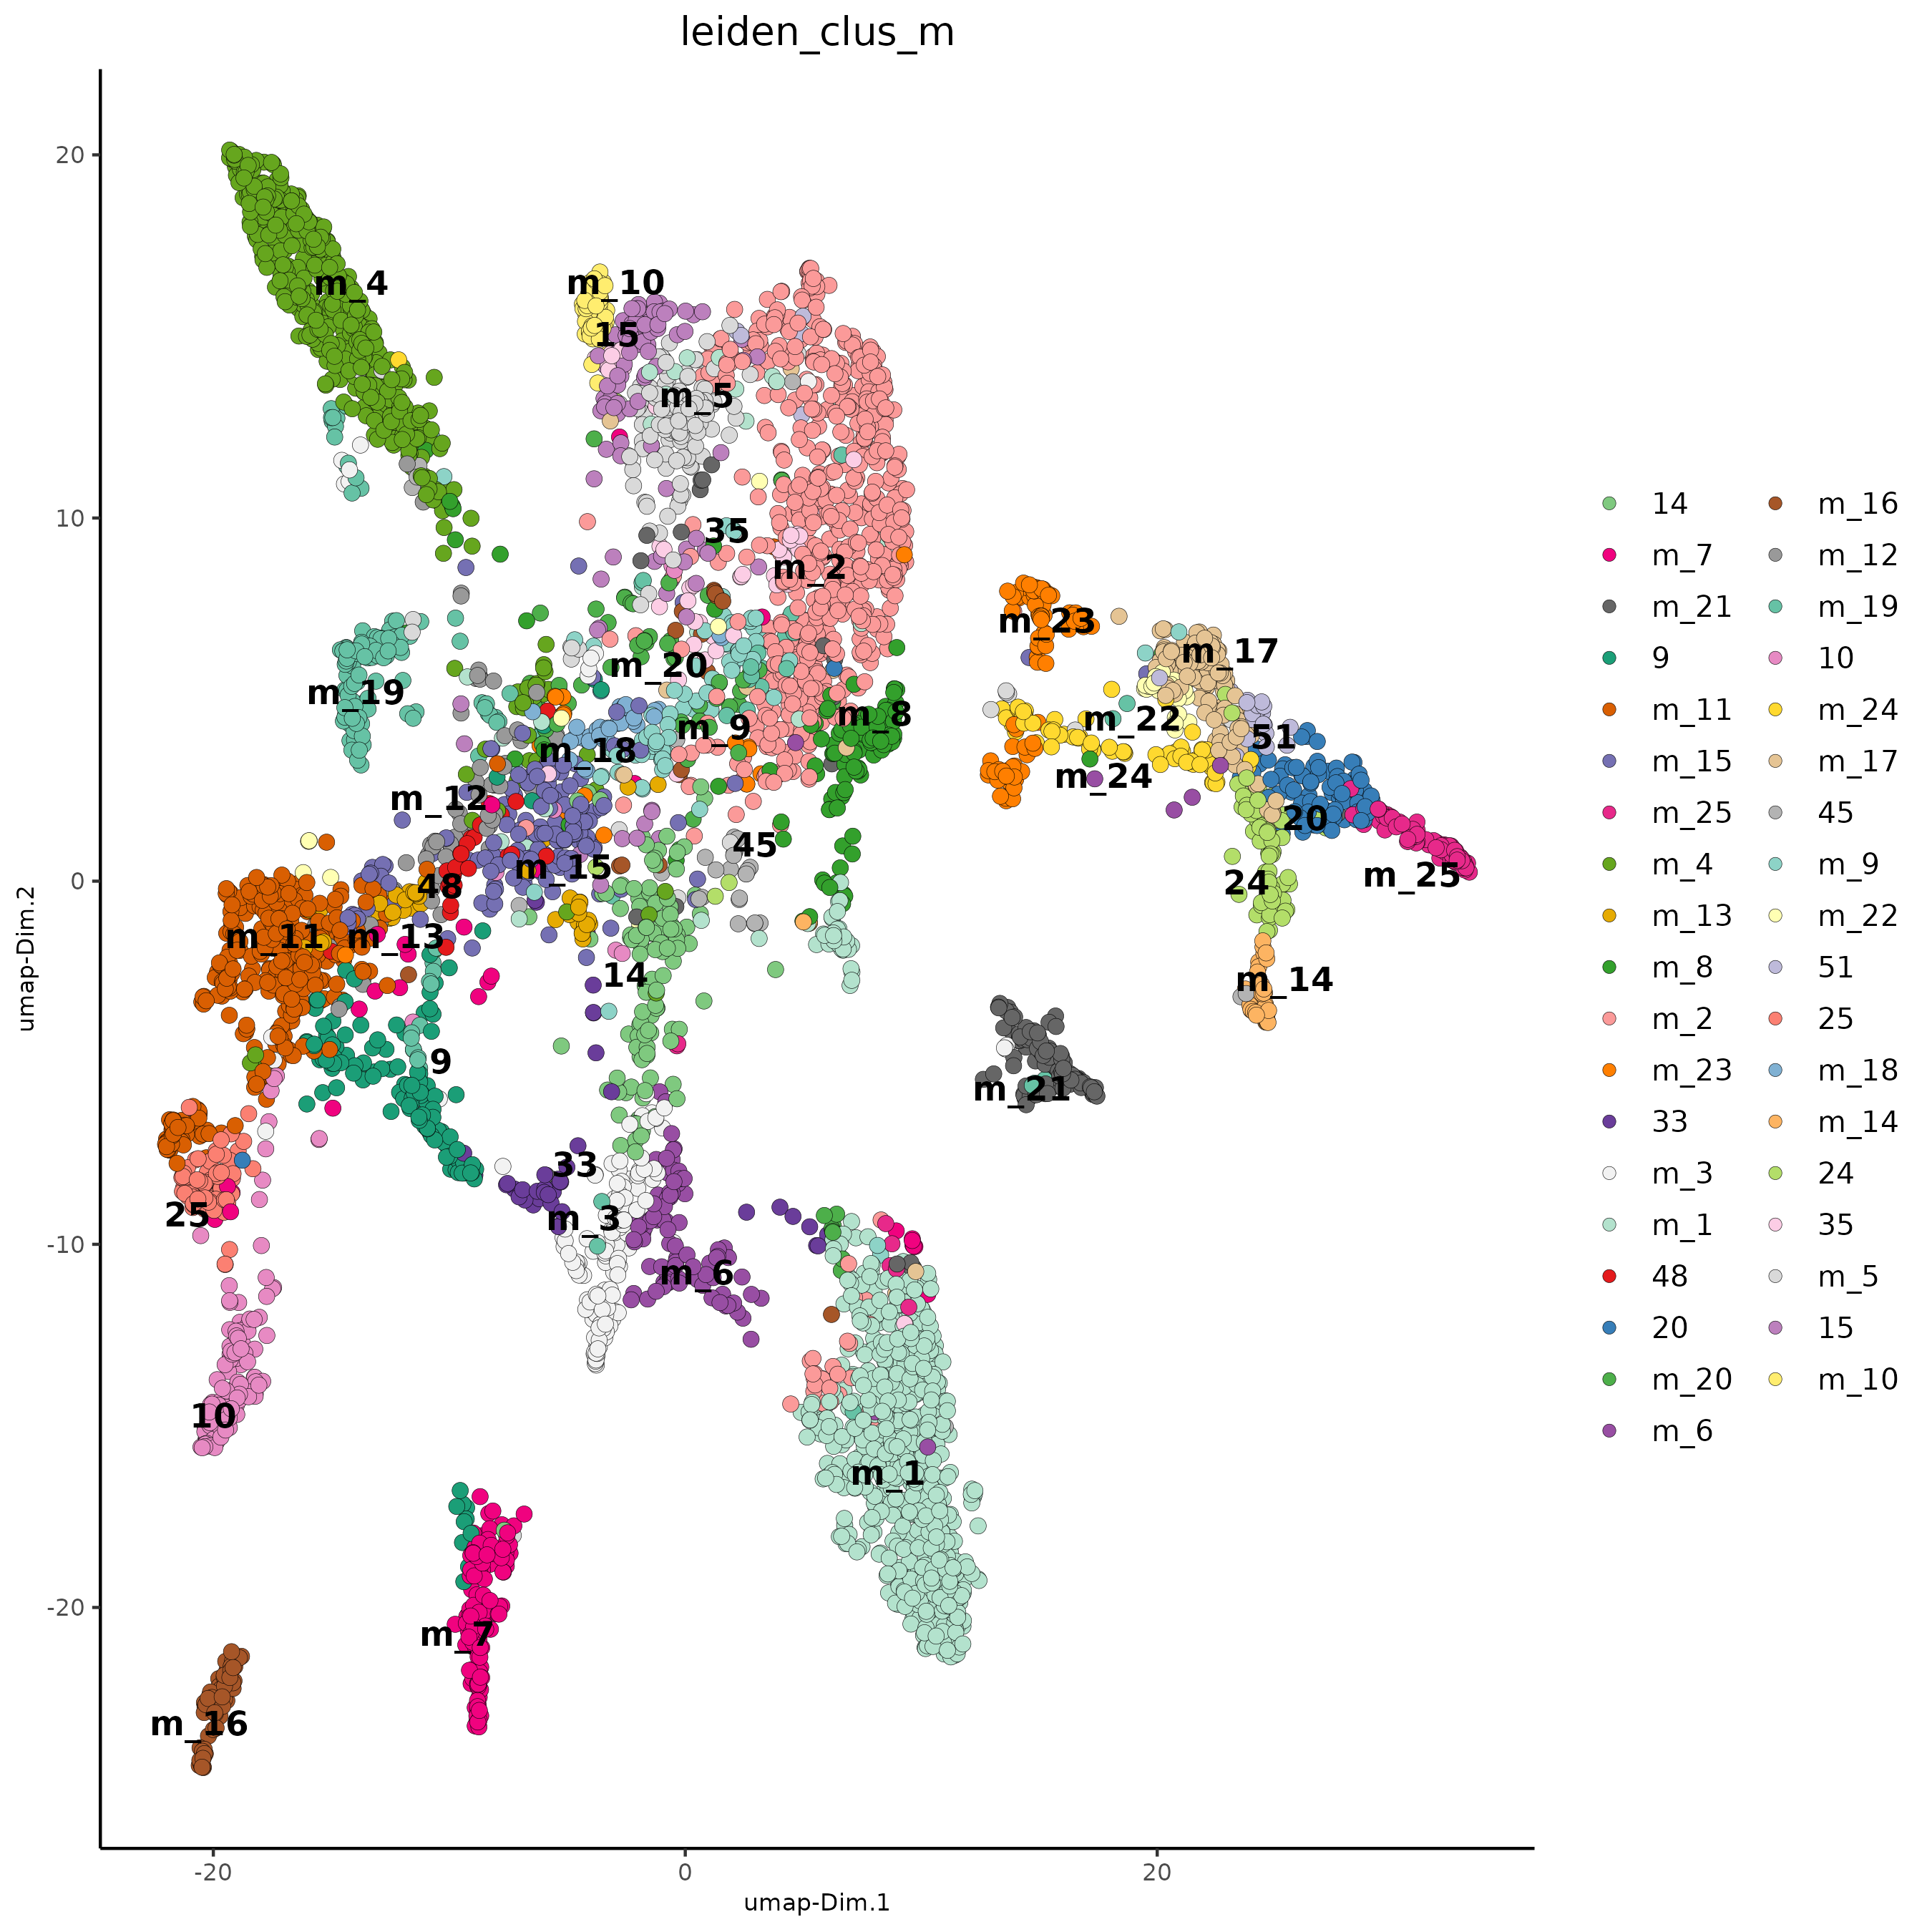 leiden_clus_m
20
10
0
-10
-20
umap-Dim.2
-20
0
20
umap-Dim.1
m_4
m_10
15
m_5
35
m_2
m_23
m_17
m_20
m_19
m_8
m_9
m_22
51
m_18
m_24
m_12
20
45
m_15
m_25
48
24
m_11
m_13
14
m_14
9
m_21
33
25
m_3
m_6
10
m_1
m_7
m_16
14
m_7
m_21
9
m_11
m_15
m_25
m_4
m_13
m_8
m_2
m_23
33
m_3
m_1
48
20
m_20
m_6
m_16
m_12
m_19
10
m_24
m_17
45
m_9
m_22
51
25
m_18
m_14
24
35
m_5
15
m_10